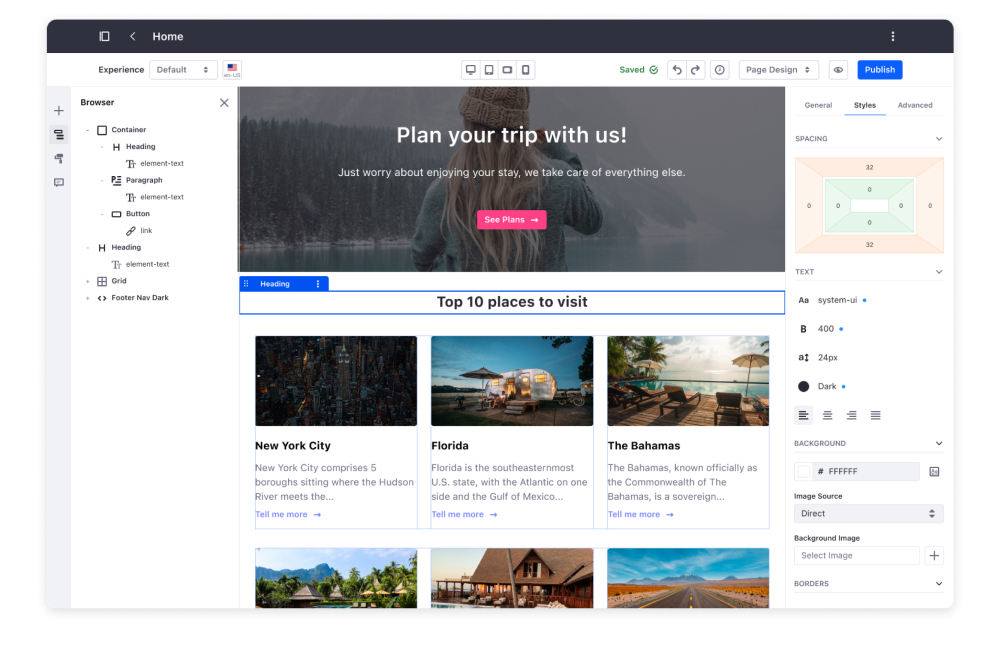 Home
Experience
Default
en-US
Saved
Page Design
Publish
Browser
Container
H Heading
Tr element-text
Paragraph
Tr element-text
Button
link
H Heading
Tr element-text
Grid
Footer Nav Dark
Plan your trip with us!
Just worry about enjoying your stay, we take care of everything else.
See Plans →
Heading
Top 10 places to visit
New York City
New York City comprises 5
boroughs sitting where the Hudson
River meets the...
Tell me more →
Florida
Florida is the southeasternmost
U.S. state, with the Atlantic on one
side and the Gulf of Mexico...
Tell me more →
The Bahamas
The Bahamas, known officially as
the Commonwealth of The
Bahamas, is a sovereign...
Tell me more →
General Styles Advanced
SPACING
32
0
0 0 0 0
0
32
TEXT
Aa system-ui
B 400
a 24px
Dark
BACKGROUND
# FFFFFF
Image Source
Direct
Background Image
Select Image
BORDERS